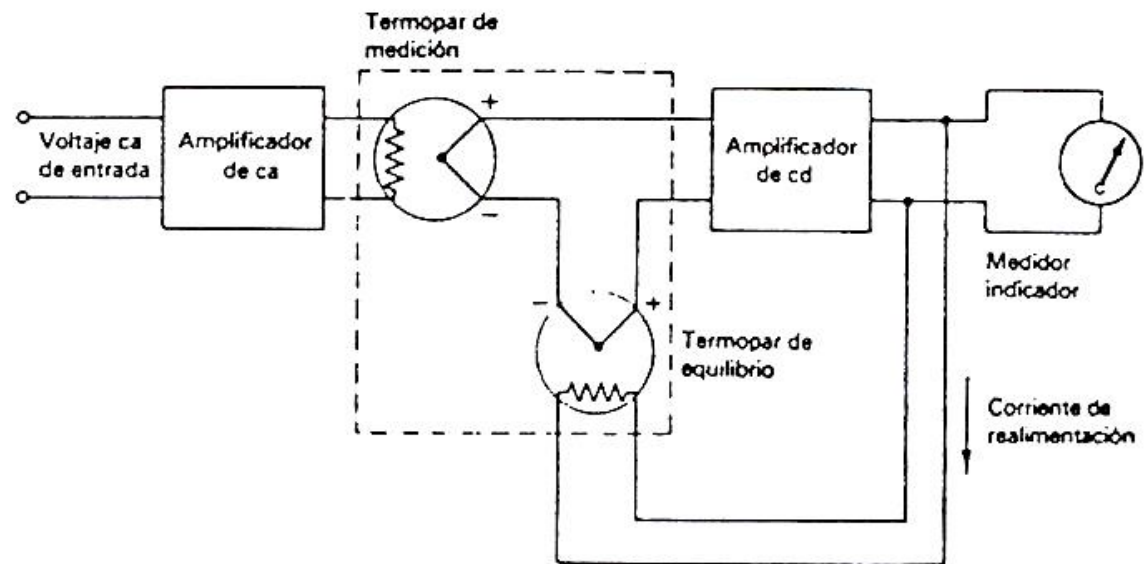 Termopar de
medición
Voltaje ca
de entrada
Amplificador
de ca
+
−
Amplificador
de cd
Medidor
indicador
−
+
Termopar de
equilibrio
Corriente de
realimentación